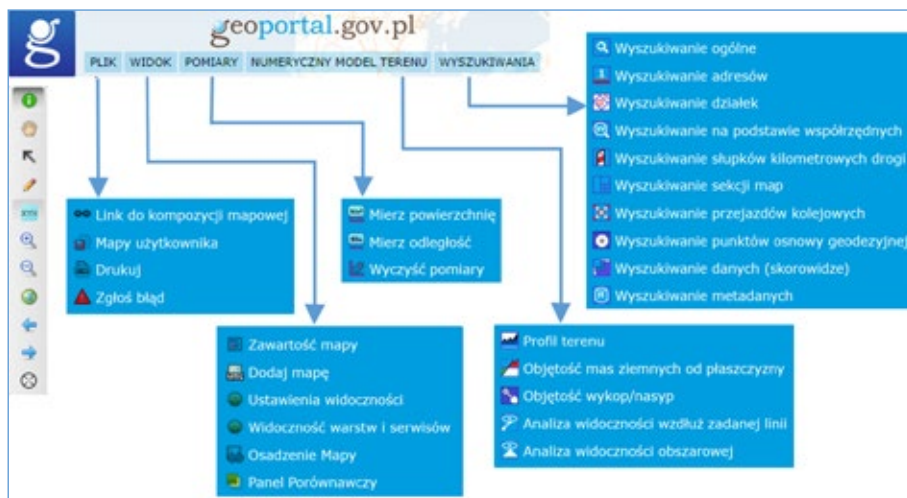 geoportal.gov.pl
PLIK WIDOK POMIARY NUMERYCZNY MODEL TERENU WYSZUKIWANIA
Link do kompozycji mapowej
Mapy użytkownika
Drukuj
Zgłoś błąd
Zawartość mapy
Dodaj mapę
Ustawienia widoczności
Widoczność warstw i serwisów
Osadzenie Mapy
Panel Porównawczy
Mierz powierzchnię
Mierz odległość
Wyczyść pomiary
Profil terenu
Objętość mas ziemnych od płaszczyzny
Objętość wykop/nasyp
Analiza widoczności wzdłuż zadanej linii
Analiza widoczności obszarowej
Wyszukiwanie ogólne
Wyszukiwanie adresów
Wyszukiwanie działek
Wyszukiwanie na podstawie współrzędnych
Wyszukiwanie słupków kilometrowych drogi
Wyszukiwanie sekcji map
Wyszukiwanie przejazdów kolejowych
Wyszukiwanie punktów osnowy geodezyjnej
Wyszukiwanie danych (skorowidze)
Wyszukiwanie metadanych